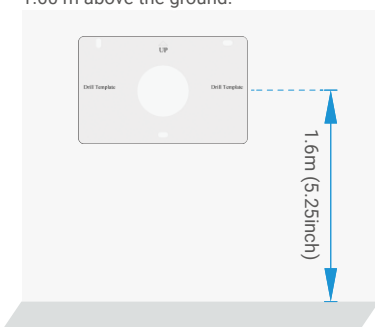 1.60 m above the ground.
UP
Drill Template Drill Template
1.6m (5.25inch)